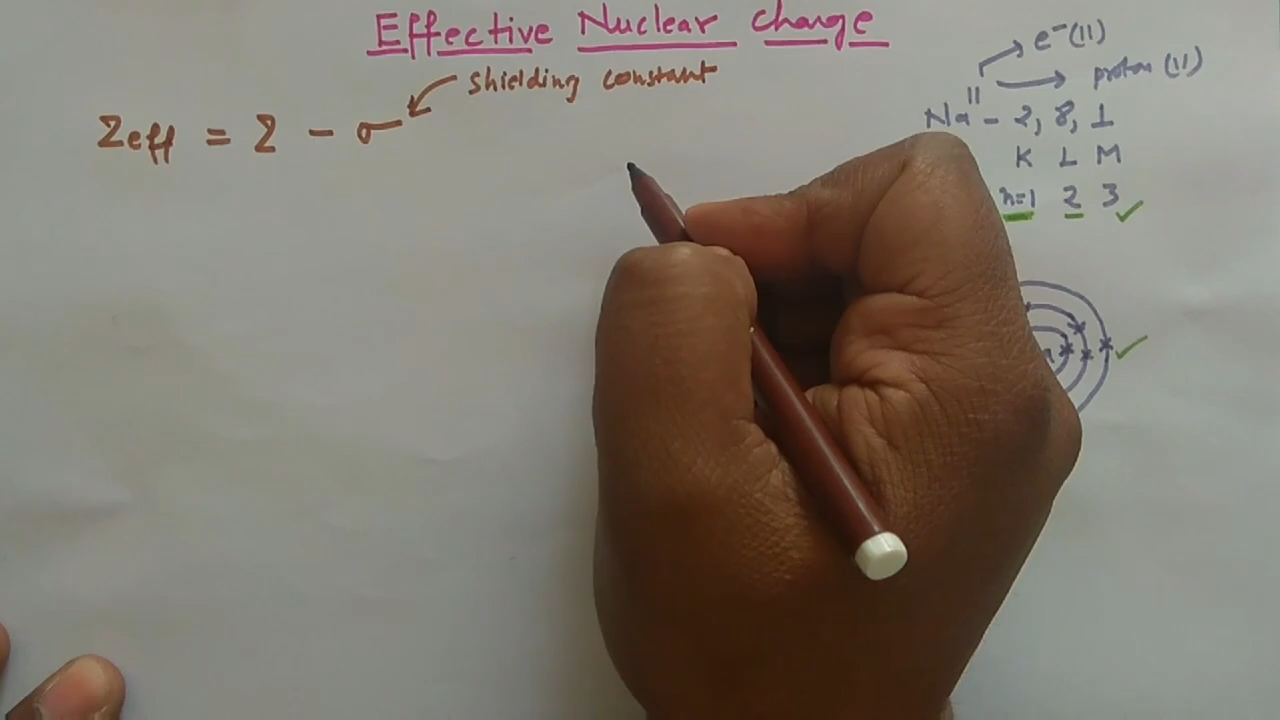 Effective Nuclear Charge
shielding constant
Zeff = Z - σ
e⁻(11)
proton (11)
Na¹¹ - 2, 8, 1
K L M
n=1 2 3